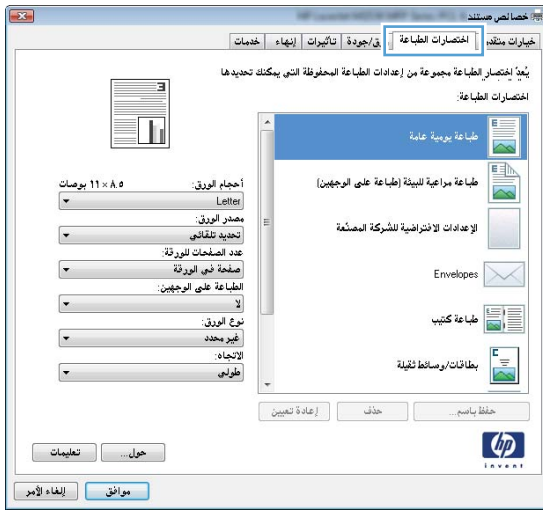 خصائص مستند
خيارات متقدمة اختصارات الطباعة ورق/جودة تأثيرات إنهاء خدمات
يُعدّ اختصار الطباعة مجموعة من إعدادات الطباعة المحفوظة التي يمكنك تحديدها
اختصارات الطباعة:
طباعة يومية عامة
طباعة مراعية للبيئة (طباعة على الوجهين)
الإعدادات الافتراضية للشركة المصنّعة
Envelopes
طباعة كتيب
بطاقات/وسائط ثقيلة
حفظ باسم...
حذف
إعادة تعيين
أحجام الورق: ٨.٥ × ١١ بوصات
Letter
مصدر الورق:
تحديد تلقائي
عدد الصفحات للورقة:
صفحة في الورقة
الطباعة على الوجهين:
لا
نوع الورق:
غير محدد
الاتجاه:
طولي
hp
invent
حول...
تعليمات
موافق
إلغاء الأمر